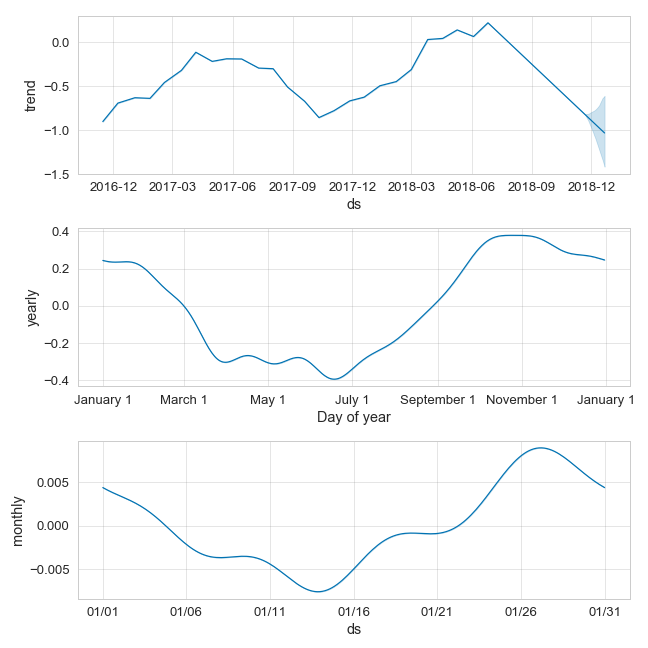 0.0
−0.5
−1.0
−1.5
trend
2016-12 2017-03 2017-06 2017-09 2017-12 2018-03 2018-06 2018-09 2018-12
ds
0.4
0.2
0.0
−0.2
−0.4
yearly
January 1 March 1 May 1 July 1 September 1 November 1 January 1
Day of year
0.005
0.000
−0.005
monthly
01/01 01/06 01/11 01/16 01/21 01/26 01/31
ds